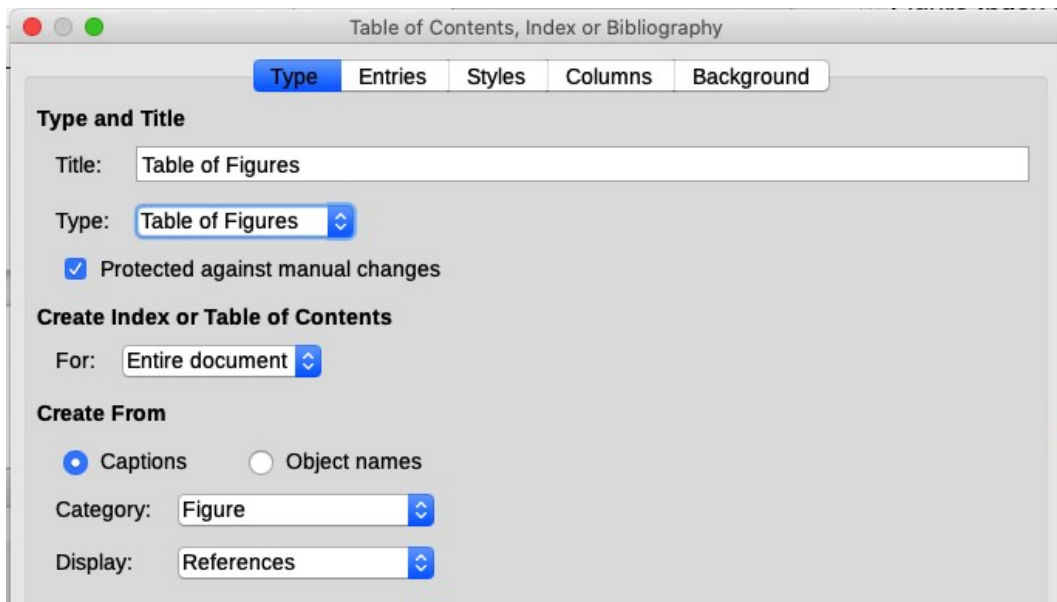 Table of Contents, Index or Bibliography
Type Entries Styles Columns Background
Type and Title
Title: Table of Figures
Type: Table of Figures
Protected against manual changes
Create Index or Table of Contents
For: Entire document
Create From
Captions Object names
Category: Figure
Display: References